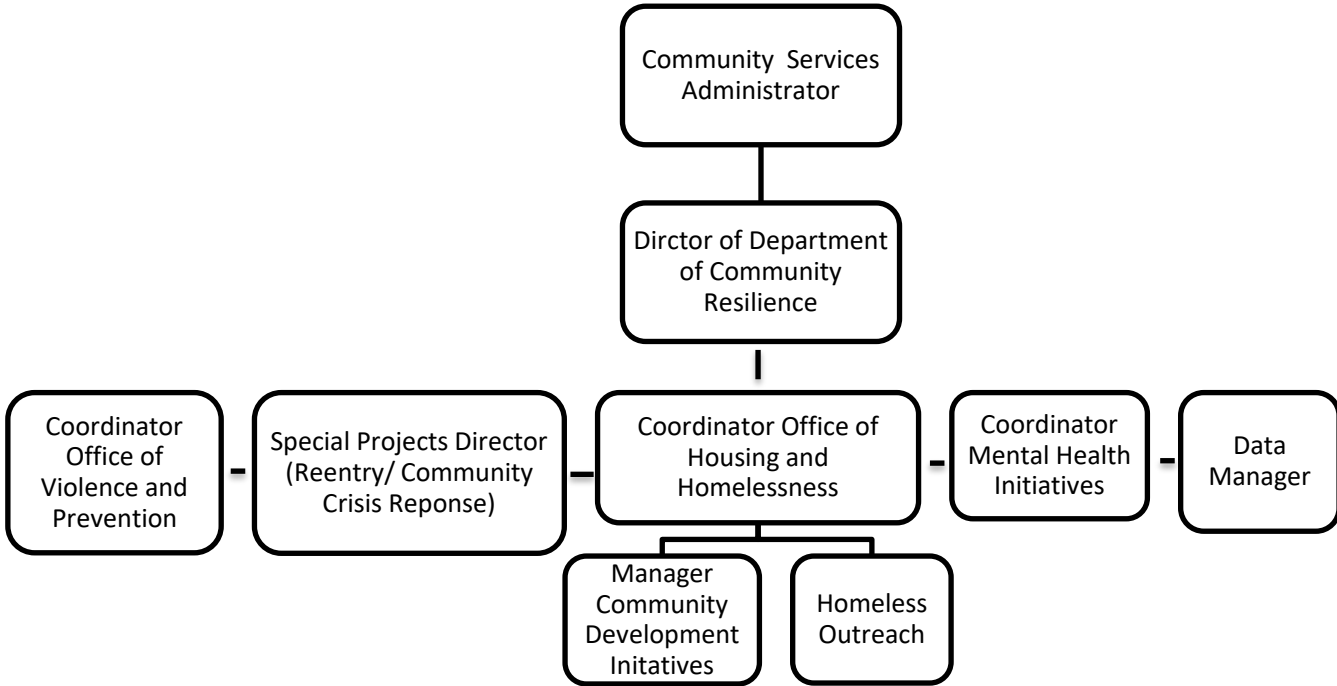 Community Services
Administrator
Dirctor of Department
of Community
Resilience
Coordinator
Office of
Violence and
Prevention
Special Projects Director
(Reentry/ Community
Crisis Reponse)
Coordinator Office of
Housing and
Homelessness
Coordinator
Mental Health
Initiatives
Data
Manager
Manager
Community
Development
Initatives
Homeless
Outreach